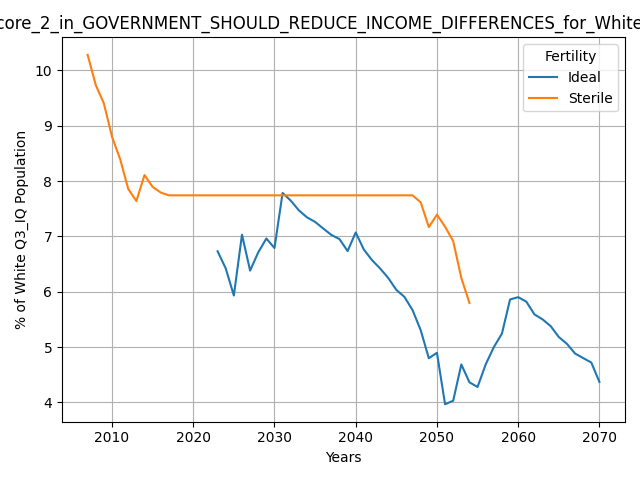 core_2_in_GOVERNMENT_SHOULD_REDUCE_INCOME_DIFFERENCES_for_White
Fertility
Ideal
Sterile
% of White Q3_IQ Population
10
9
8
7
6
5
4
2010 2020 2030 2040 2050 2060 2070
Years